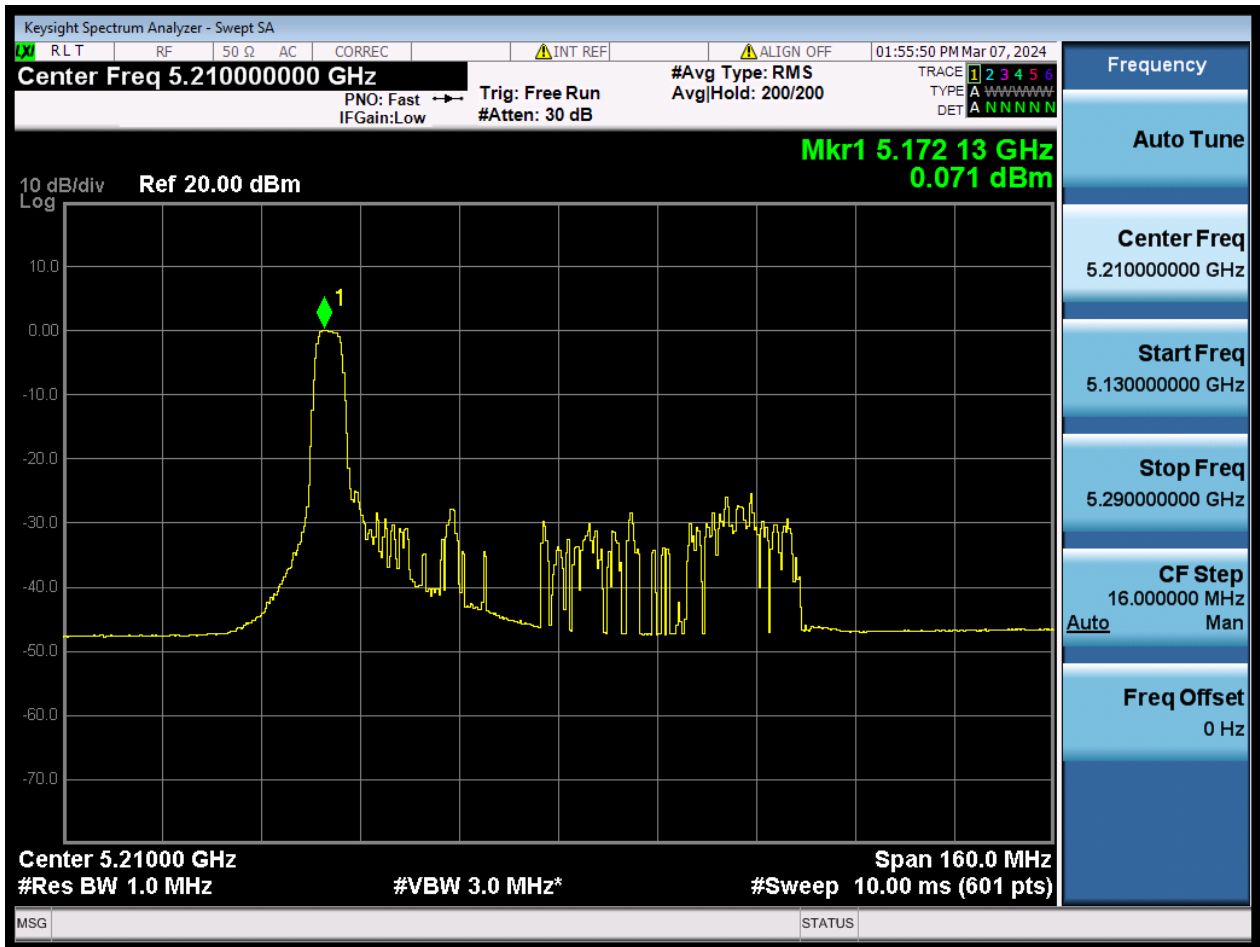 Keysight Spectrum Analyzer - Swept SA
LXI RLT RF 50 Ω AC CORREC INT REF ALIGN OFF 01:55:50 PM Mar 07, 2024
Center Freq 5.210000000 GHz
PNO: Fast
IFGain:Low
Trig: Free Run
#Atten: 30 dB
#Avg Type: RMS
Avg|Hold: 200/200
TRACE 1 2 3 4 5 6
TYPE A WWWWW
DET A N N N N N
Mkr1 5.172 13 GHz
0.071 dBm
10 dB/div Ref 20.00 dBm
Log
10.0
0.00
-10.0
-20.0
-30.0
-40.0
-50.0
-60.0
-70.0
1
Center 5.21000 GHz Span 160.0 MHz
#Res BW 1.0 MHz #VBW 3.0 MHz* #Sweep 10.00 ms (601 pts)
MSG STATUS
Frequency
Auto Tune
Center Freq
5.210000000 GHz
Start Freq
5.130000000 GHz
Stop Freq
5.290000000 GHz
CF Step
16.000000 MHz
Auto Man
Freq Offset
0 Hz